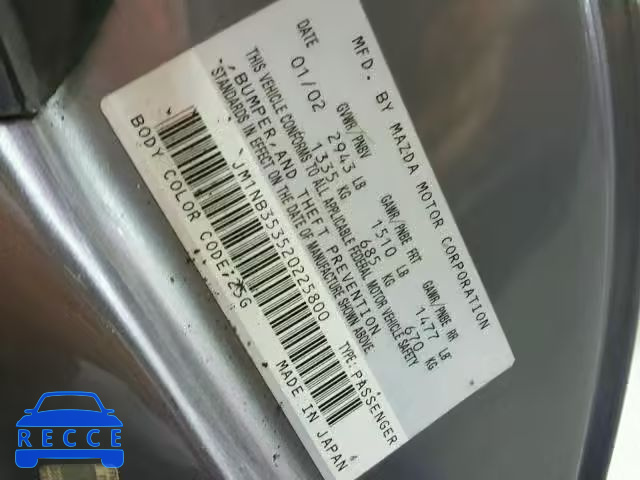 MFD. BY MAZDA MOTOR CORPORATION
DATE GVWR/PNBV GAWR/PNBE FRT GAWR/PNBE RR
01/02 2943 LB 1510 LB 1477 LB
1335 KG 685 KG 670 KG
THIS VEHICLE CONFORMS TO ALL APPLICABLE FEDERAL MOTOR VEHICLE SAFETY
, BUMPER, AND THEFT PREVENTION
STANDARDS IN EFFECT ON THE DATE OF MANUFACTURE SHOWN ABOVE.
JM1NB353520225800 TYPE: PASSENGER
BODY COLOR CODE:25G MADE IN JAPAN
RECCE